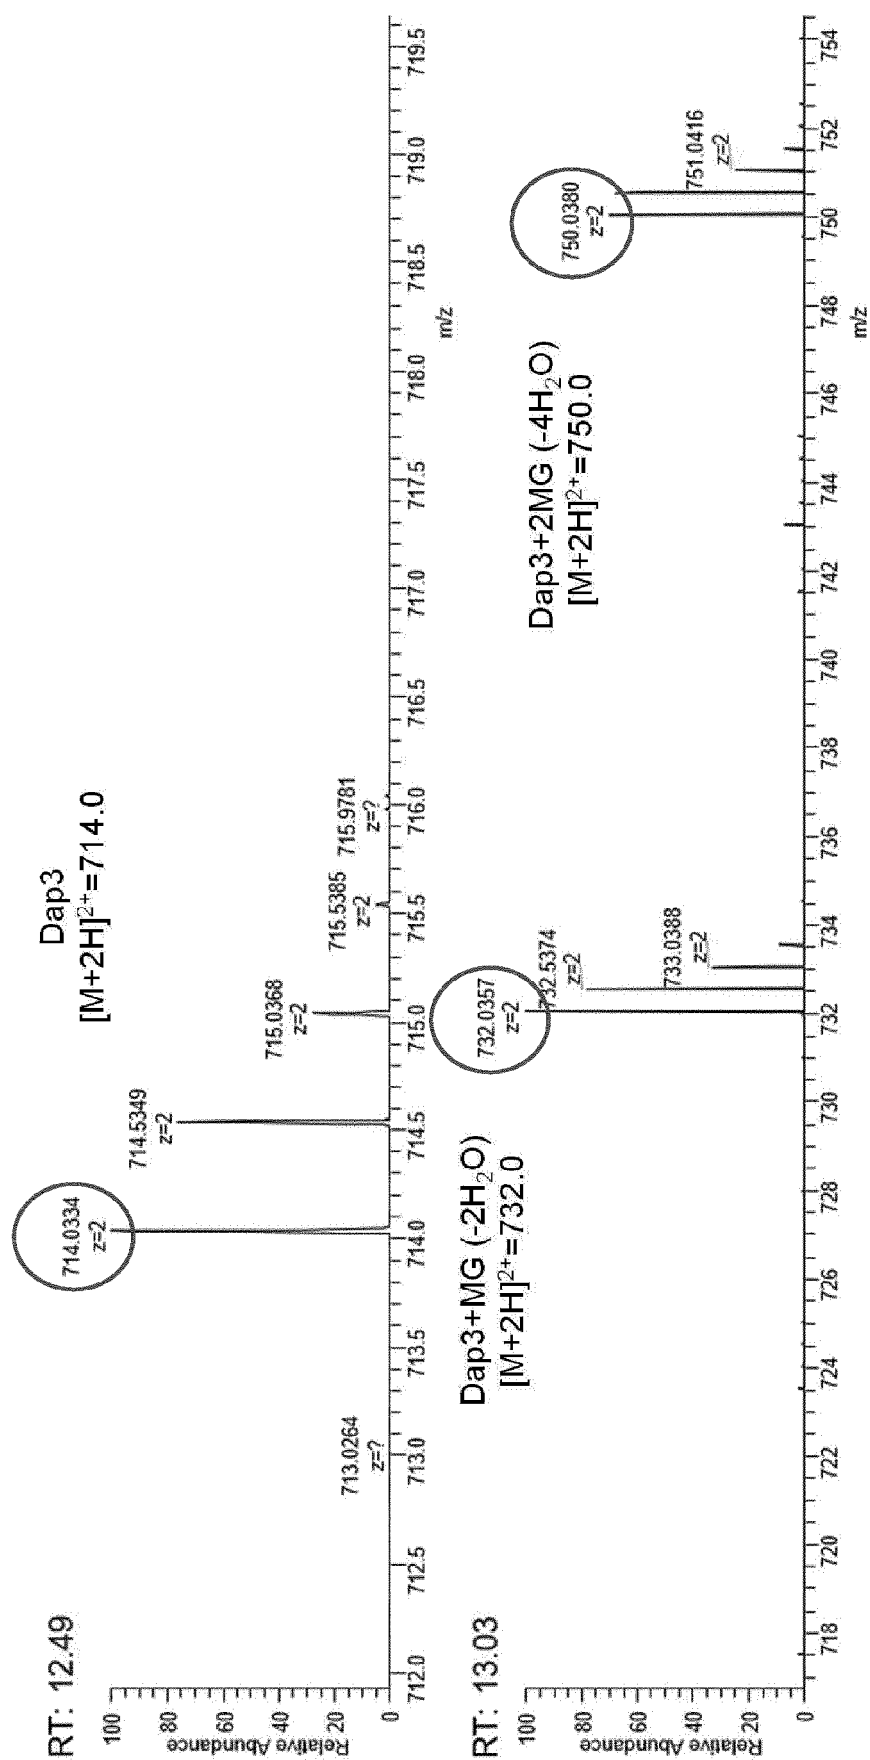 RT: 12.49
Dap3
[M+2H]²⁺=714.0
714.0334
z=2
714.5349
z=2
715.0368
z=2
715.5385
z=2
715.9781
z=?
713.0264
z=?
Relative Abundance
100
80
60
40
20
0
712.0 712.5 713.0 713.5 714.0 714.5 715.0 715.5 716.0 716.5 717.0 717.5 718.0 718.5 719.0 719.5
m/z
RT: 13.03
Dap3+MG (-2H₂O)
[M+2H]²⁺=732.0
732.0357
z=2
732.5374
z=2
733.0388
z=2
Dap3+2MG (-4H₂O)
[M+2H]²⁺=750.0
750.0380
z=2
751.0416
z=2
Relative Abundance
100
80
60
40
20
0
718 720 722 724 726 728 730 732 734 736 738 740 742 744 746 748 750 752 754
m/z